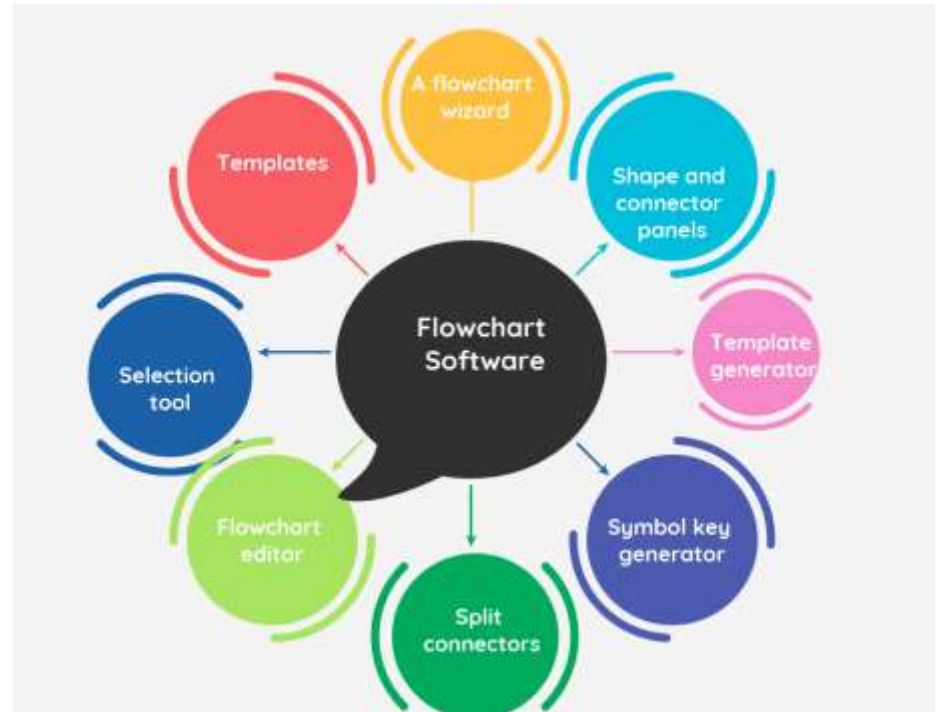 A flowchart
wizard
Templates
Shape and
connector
panels
Flowchart
Software
Template
generator
Selection
tool
Flowchart
editor
Symbol key
generator
Split
connectors